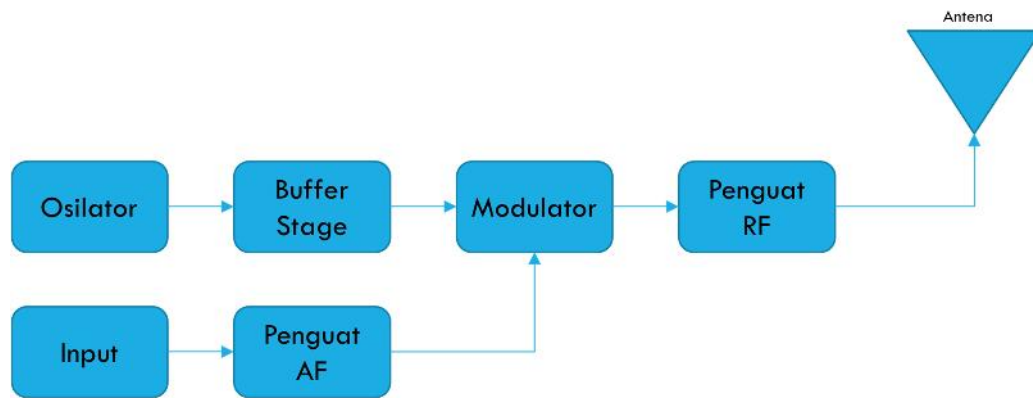 Antena
Osilator
Buffer
Stage
Modulator
Penguat
RF
Input
Penguat
AF